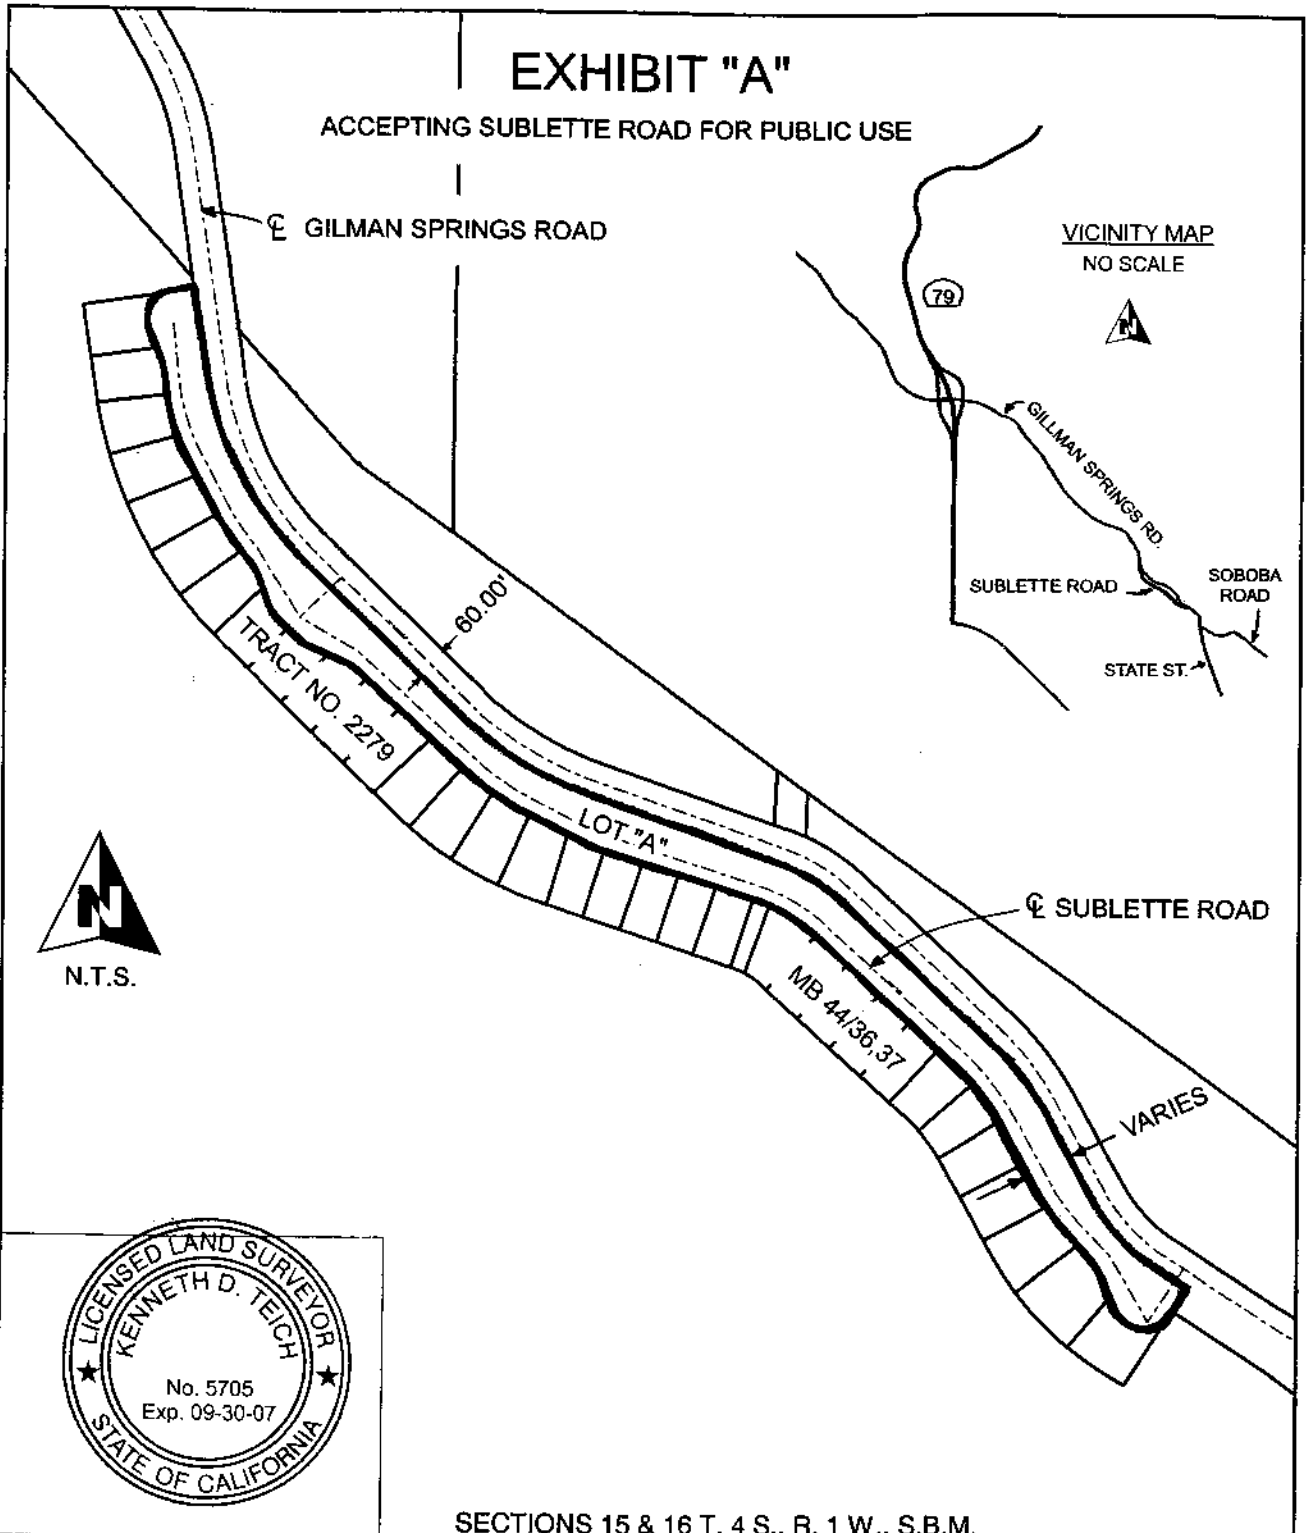 EXHIBIT "A"
ACCEPTING SUBLETTE ROAD FOR PUBLIC USE
℄ GILMAN SPRINGS ROAD
VICINITY MAP
NO SCALE
79
N
GILLMAN SPRINGS RD.
SUBLETTE ROAD
SOBOBA
ROAD
STATE ST.
60.00'
TRACT NO. 2279
LOT "A"
℄ SUBLETTE ROAD
N
N.T.S.
MB 44/36,37
VARIES
LICENSED LAND SURVEYOR
KENNETH D. TEICH
No. 5705
Exp. 09-30-07
STATE OF CALIFORNIA
SECTIONS 15 & 16 T. 4 S., R. 1 W., S.B.M.